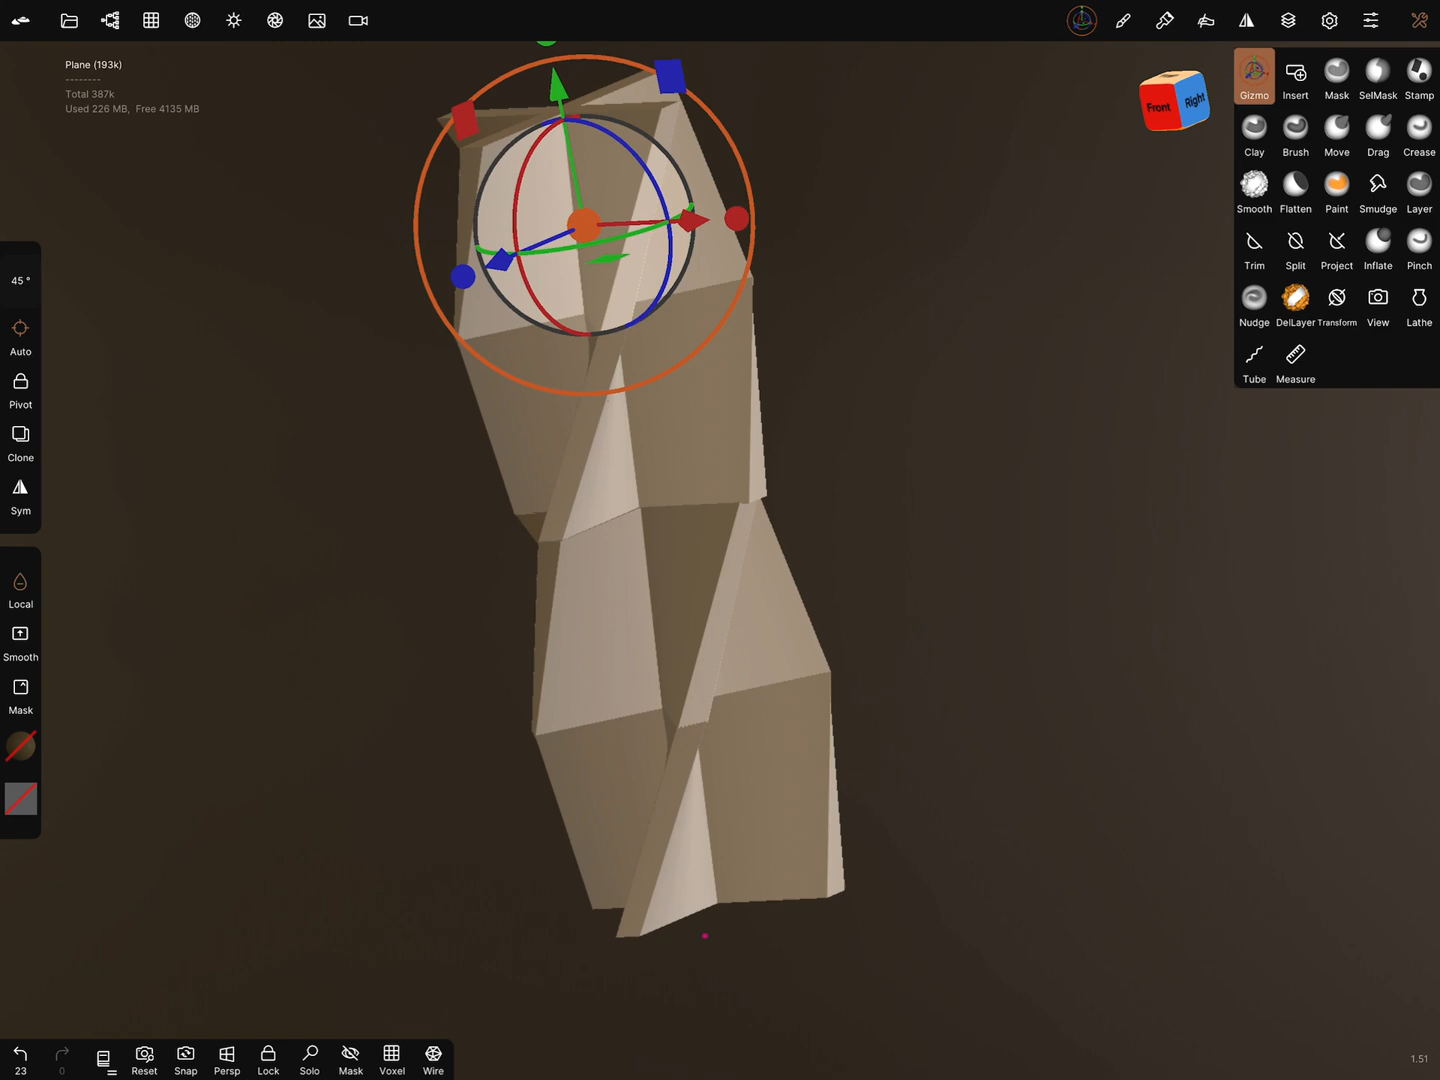 Plane (193k)
--------
Total 387k
Used 226 MB, Free 4135 MB
Front
Right
Gizmo
Insert
Mask
SelMask
Stamp
Clay
Brush
Move
Drag
Crease
Smooth
Flatten
Paint
Smudge
Layer
Trim
Split
Project
Inflate
Pinch
Nudge
DelLayer
Transform
View
Lathe
Tube
Measure
45 °
Auto
Pivot
Clone
Sym
Local
Smooth
Mask
23
0
Reset
Snap
Persp
Lock
Solo
Mask
Voxel
Wire
1.51